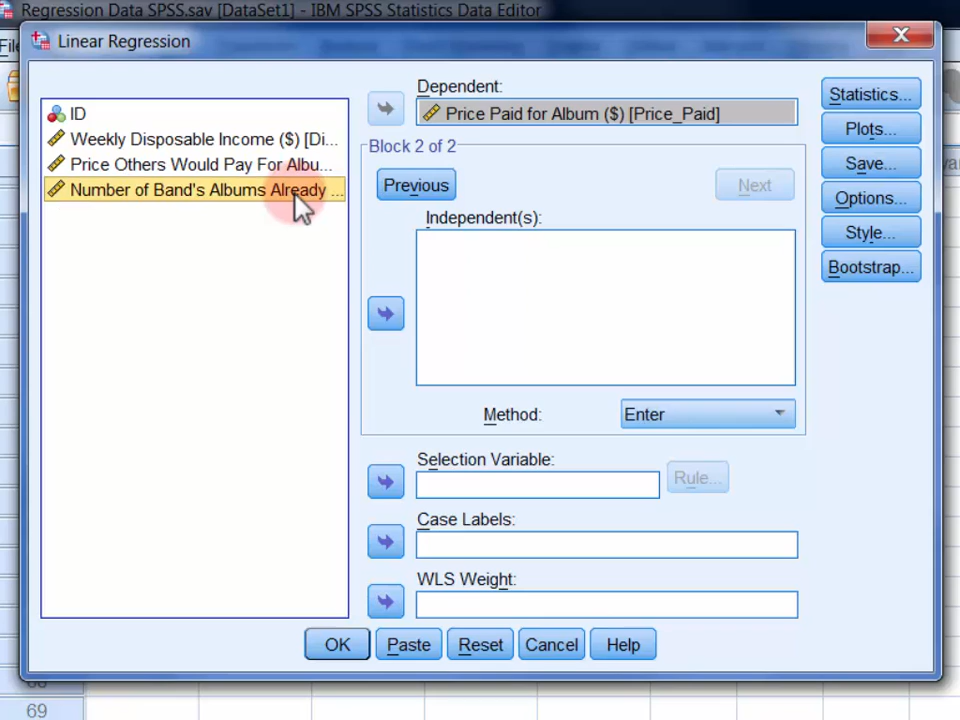 Regression Data SPSS.sav [DataSet1] - IBM SPSS Statistics Data Editor
Linear Regression
ID
Weekly Disposable Income ($) [Di...
Price Others Would Pay For Albu...
Number of Band's Albums Already ...
Dependent:
Price Paid for Album ($) [Price_Paid]
Block 2 of 2
Previous
Next
Independent(s):
Method:
Enter
Selection Variable:
Rule...
Case Labels:
WLS Weight:
Statistics...
Plots...
Save...
Options...
Style...
Bootstrap...
OK
Paste
Reset
Cancel
Help
69